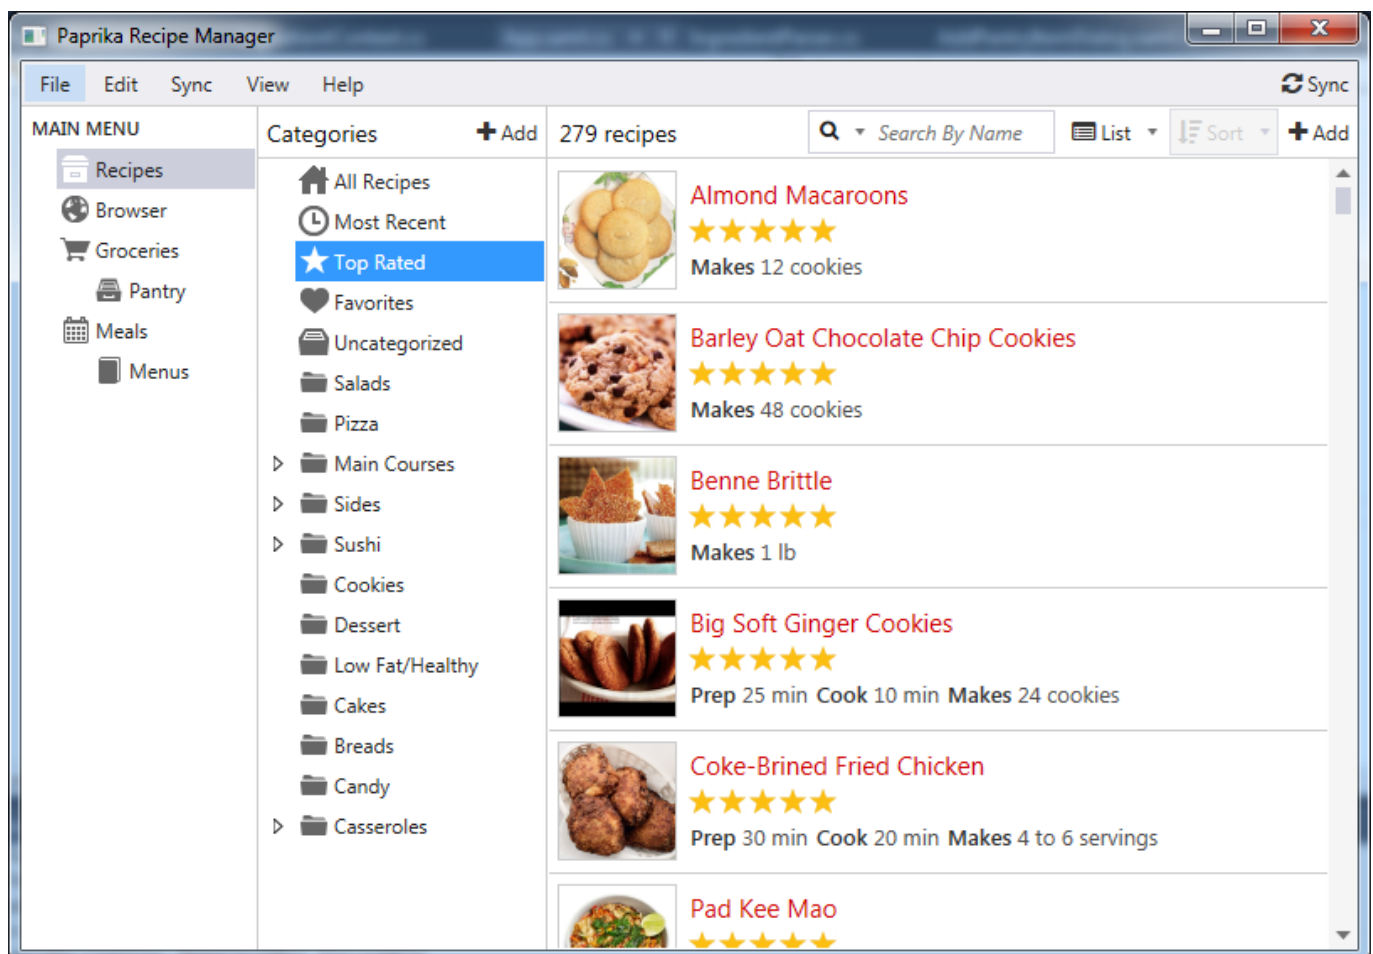 Paprika Recipe Manager
File Edit Sync View Help Sync
MAIN MENU
Recipes
Browser
Groceries
Pantry
Meals
Menus
Categories Add
All Recipes
Most Recent
Top Rated
Favorites
Uncategorized
Salads
Pizza
Main Courses
Sides
Sushi
Cookies
Dessert
Low Fat/Healthy
Cakes
Breads
Candy
Casseroles
279 recipes Search By Name List Sort Add
Almond Macaroons
Makes 12 cookies
Barley Oat Chocolate Chip Cookies
Makes 48 cookies
Benne Brittle
Makes 1 lb
Big Soft Ginger Cookies
Prep 25 min Cook 10 min Makes 24 cookies
Coke-Brined Fried Chicken
Prep 30 min Cook 20 min Makes 4 to 6 servings
Pad Kee Mao